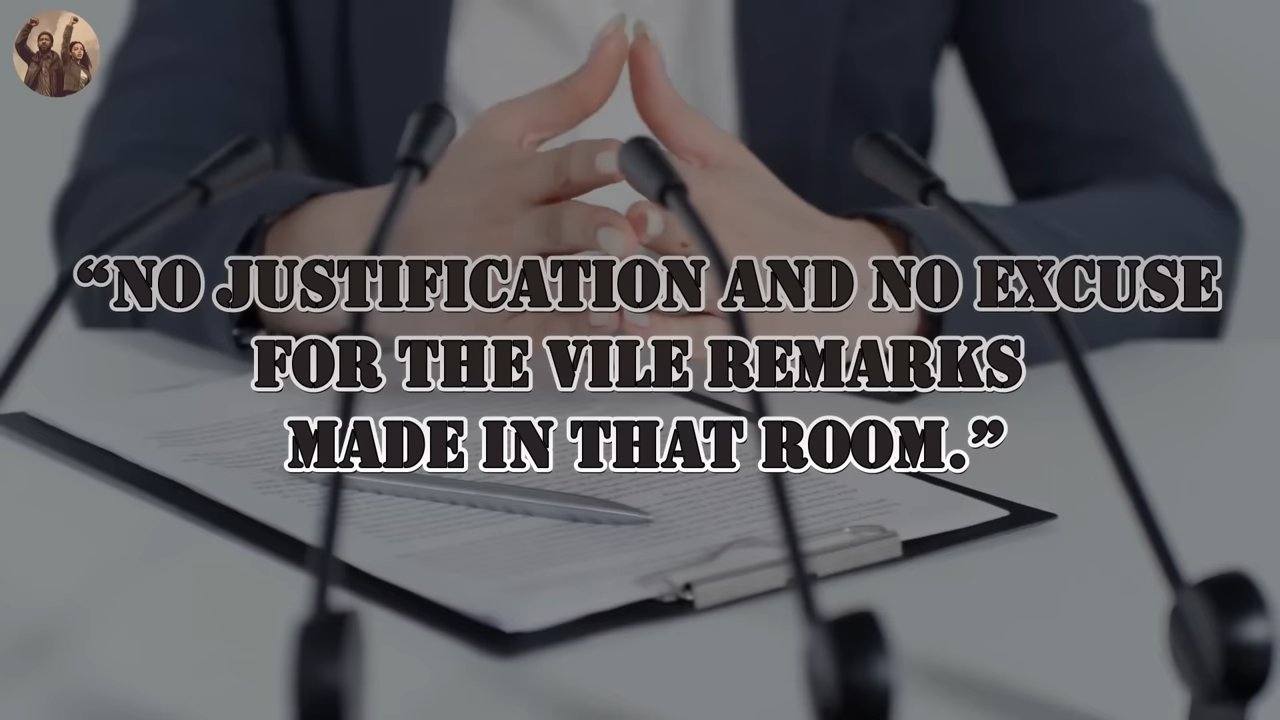 “NO JUSTIFICATION AND NO EXCUSE
FOR THE VILE REMARKS
MADE IN THAT ROOM.”